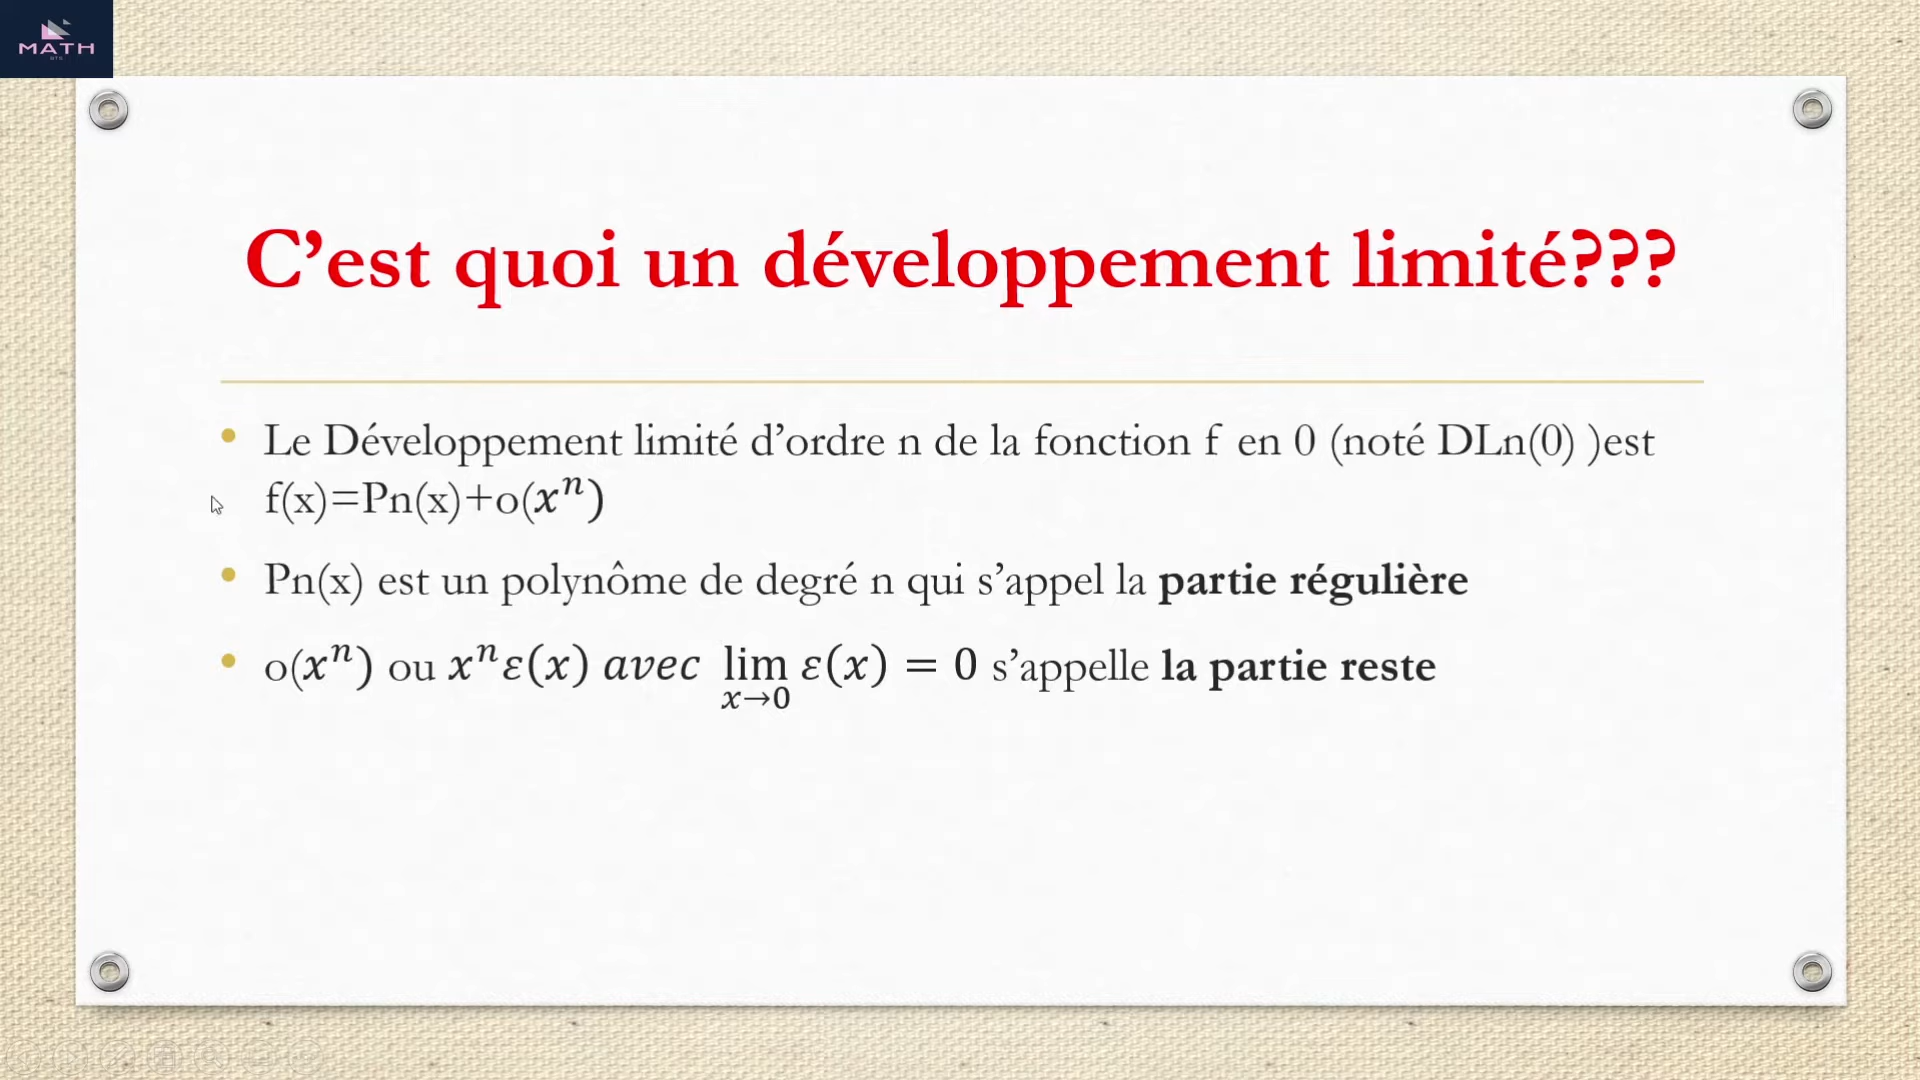 MATH
BTS
C’est quoi un développement limité???
• Le Développement limité d’ordre n de la fonction f en 0 (noté DLn(0) )est
f(x)=Pn(x)+o(xⁿ)
• Pn(x) est un polynôme de degré n qui s’appel la partie régulière
• o(xⁿ) ou xⁿε(x) avec lim ε(x) = 0 s’appelle la partie reste
x→0